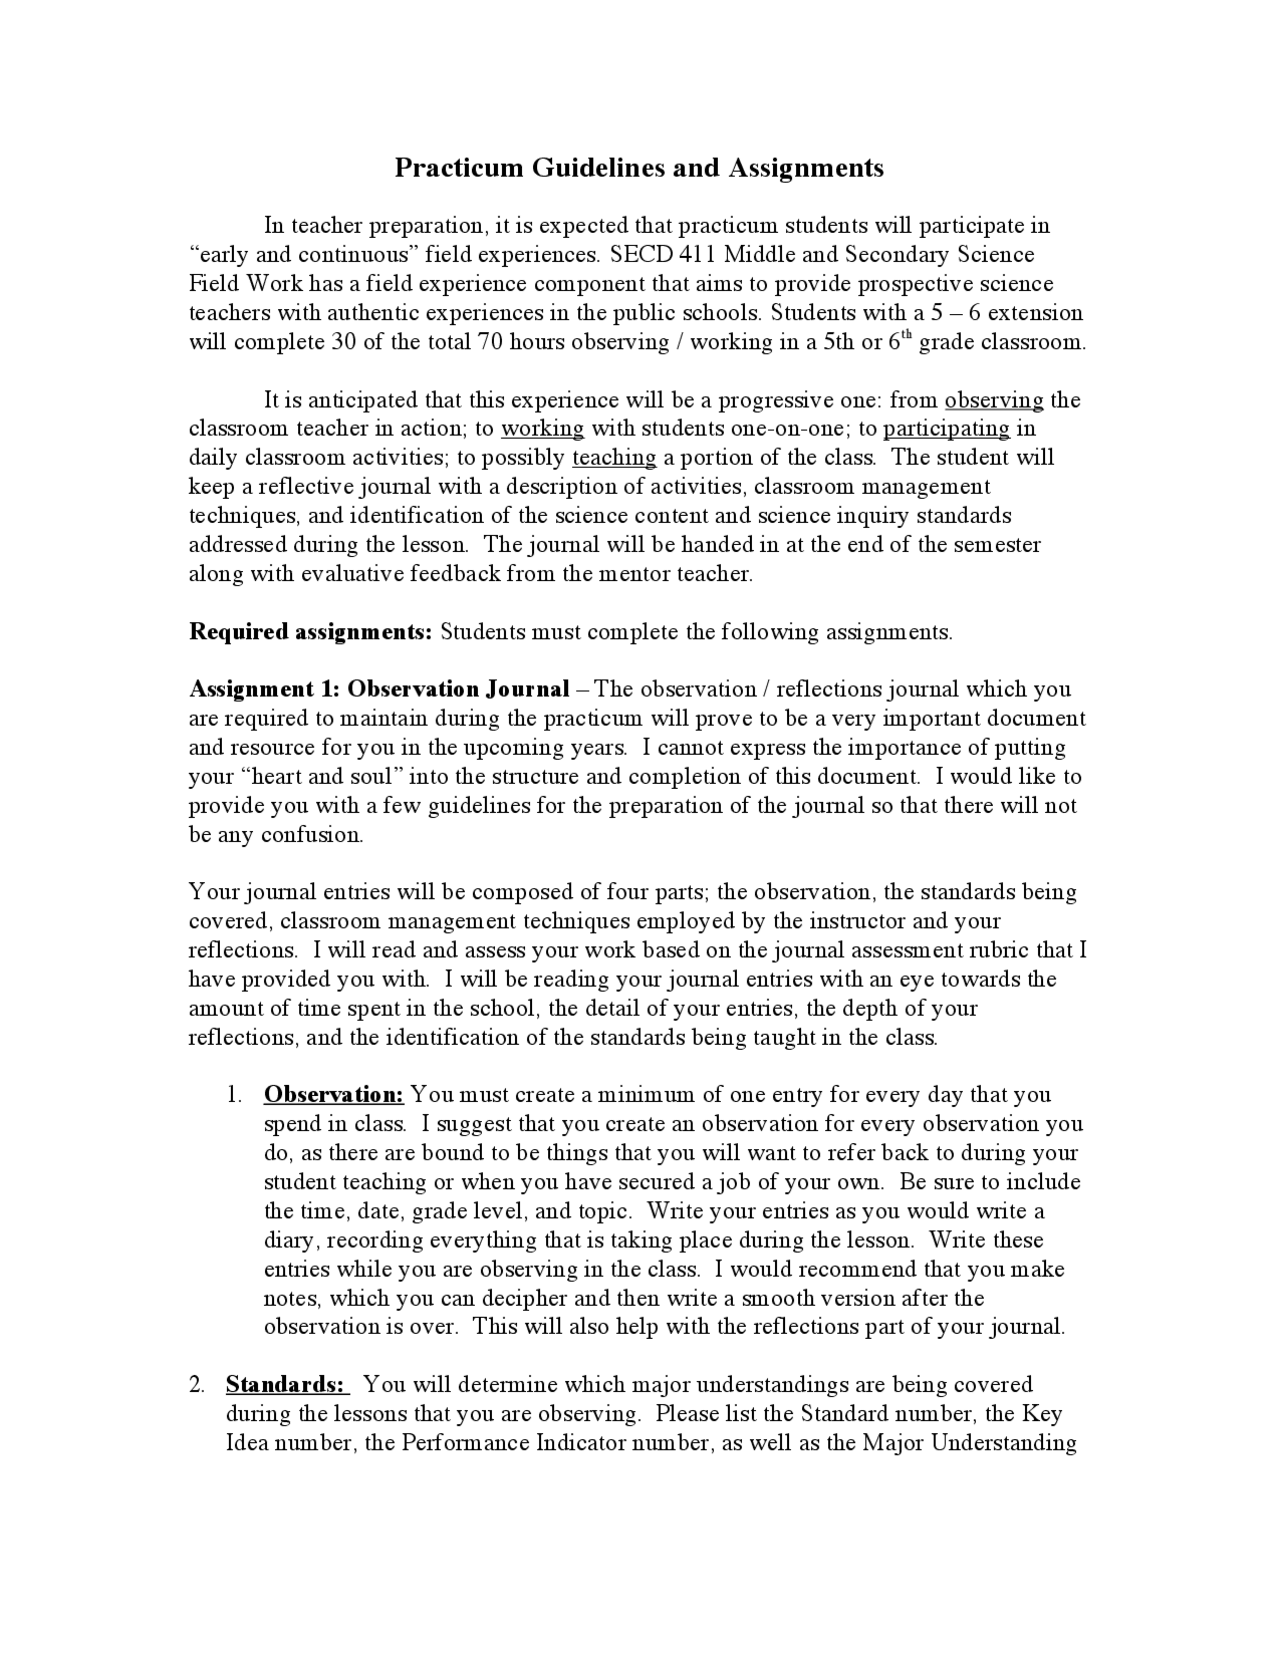 Practicum Guidelines and Assignments
In teacher preparation, it is expected that practicum students will participate in
“early and continuous” field experiences. SECD 411 Middle and Secondary Science
Field Work has a field experience component that aims to provide prospective science
teachers with authentic experiences in the public schools. Students with a 5 – 6 extension
will complete 30 of the total 70 hours observing / working in a 5th or 6th grade classroom.
It is anticipated that this experience will be a progressive one: from observing the
classroom teacher in action; to working with students one-on-one; to participating in
daily classroom activities; to possibly teaching a portion of the class.  The student will
keep a reflective journal with a description of activities, classroom management
techniques, and identification of the science content and science inquiry standards
addressed during the lesson.  The journal will be handed in at the end of the semester
along with evaluative feedback from the mentor teacher.
Required assignments: Students must complete the following assignments.
Assignment 1: Observation Journal – The observation / reflections journal which you
are required to maintain during the practicum will prove to be a very important document
and resource for you in the upcoming years.  I cannot express the importance of putting
your “heart and soul” into the structure and completion of this document.  I would like to
provide you with a few guidelines for the preparation of the journal so that there will not
be any confusion.
Your journal entries will be composed of four parts; the observation, the standards being
covered, classroom management techniques employed by the instructor and your
reflections.  I will read and assess your work based on the journal assessment rubric that I
have provided you with.  I will be reading your journal entries with an eye towards the
amount of time spent in the school, the detail of your entries, the depth of your
reflections, and the identification of the standards being taught in the class.
1. Observation: You must create a minimum of one entry for every day that you
spend in class.  I suggest that you create an observation for every observation you
do, as there are bound to be things that you will want to refer back to during your
student teaching or when you have secured a job of your own.  Be sure to include
the time, date, grade level, and topic.  Write your entries as you would write a
diary, recording everything that is taking place during the lesson.  Write these
entries while you are observing in the class.  I would recommend that you make
notes, which you can decipher and then write a smooth version after the
observation is over.  This will also help with the reflections part of your journal.
2. Standards:  You will determine which major understandings are being covered
during the lessons that you are observing.  Please list the Standard number, the Key
Idea number, the Performance Indicator number, as well as the Major Understanding